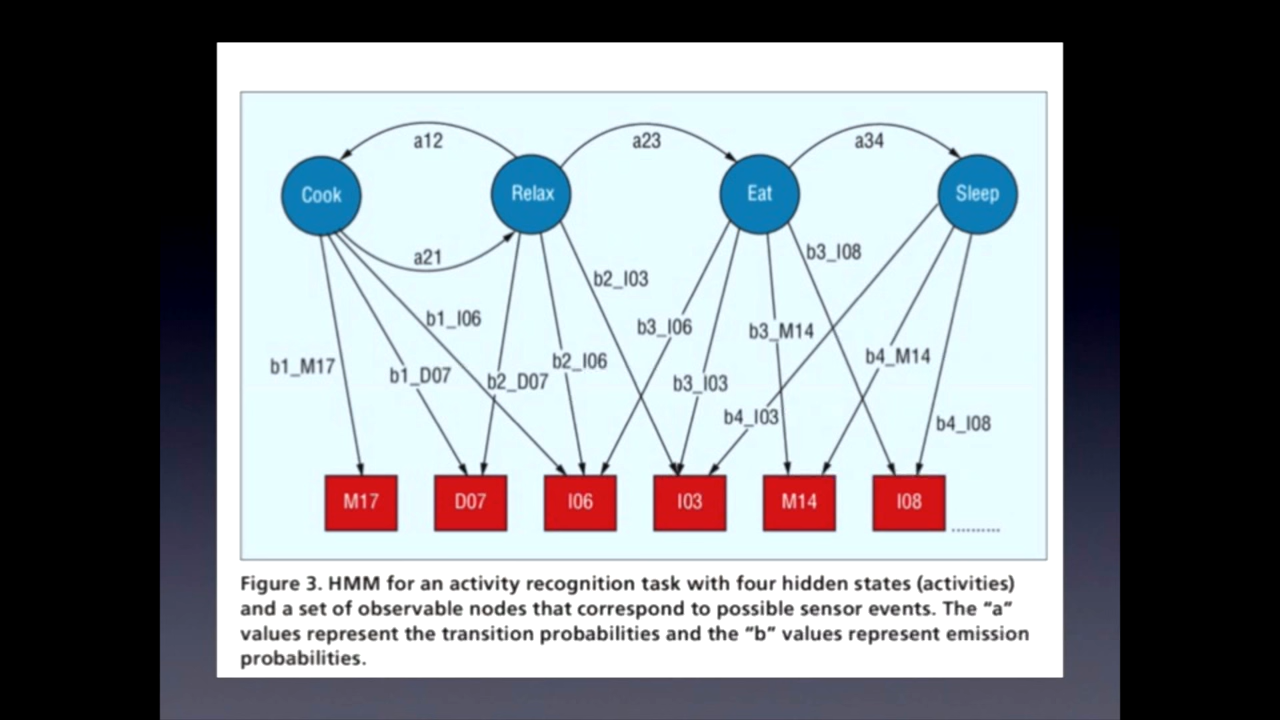 a12
a23
a34
Cook
Relax
Eat
Sleep
a21
b3_I08
b2_I03
b1_I06
b3_I06
b3_M14
b1_M17
b1_D07
b2_I06
b4_M14
b2_D07
b3_I03
b4_I03
b4_I08
M17
D07
I06
I03
M14
I08
..........
Figure 3. HMM for an activity recognition task with four hidden states (activities)
and a set of observable nodes that correspond to possible sensor events. The “a”
values represent the transition probabilities and the “b” values represent emission
probabilities.